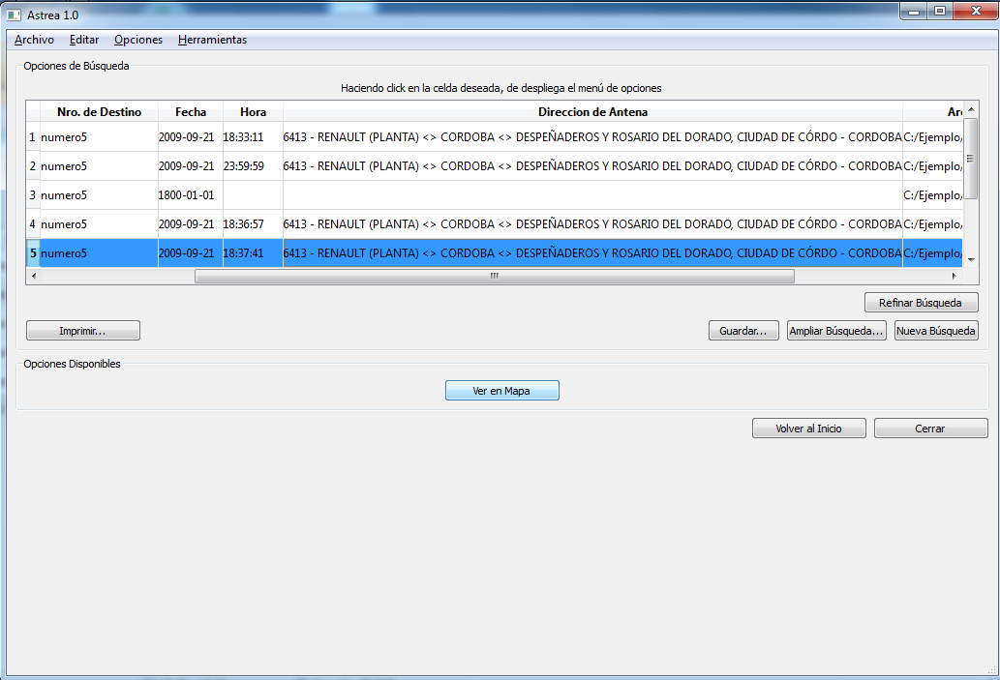 Astrea 1.0
Archivo Editar Opciones Herramientas
Opciones de Búsqueda
Haciendo click en la celda deseada, de despliega el menú de opciones
Nro. de Destino Fecha Hora Direccion de Antena Ar
1 numero5 2009-09-21 18:33:11 6413 - RENAULT (PLANTA) <> CORDOBA <> DESPEÑADEROS Y ROSARIO DEL DORADO, CIUDAD DE CÓRDO - CORDOBA C:/Ejemplo/
2 numero5 2009-09-21 23:59:59 6413 - RENAULT (PLANTA) <> CORDOBA <> DESPEÑADEROS Y ROSARIO DEL DORADO, CIUDAD DE CÓRDO - CORDOBA C:/Ejemplo/
3 numero5 1800-01-01 C:/Ejemplo/
4 numero5 2009-09-21 18:36:57 6413 - RENAULT (PLANTA) <> CORDOBA <> DESPEÑADEROS Y ROSARIO DEL DORADO, CIUDAD DE CÓRDO - CORDOBA C:/Ejemplo/
5 numero5 2009-09-21 18:37:41 6413 - RENAULT (PLANTA) <> CORDOBA <> DESPEÑADEROS Y ROSARIO DEL DORADO, CIUDAD DE CÓRDO - CORDOBA C:/Ejemplo/
Refinar Búsqueda
Imprimir... Guardar... Ampliar Búsqueda... Nueva Búsqueda
Opciones Disponibles
Ver en Mapa
Volver al Inicio Cerrar